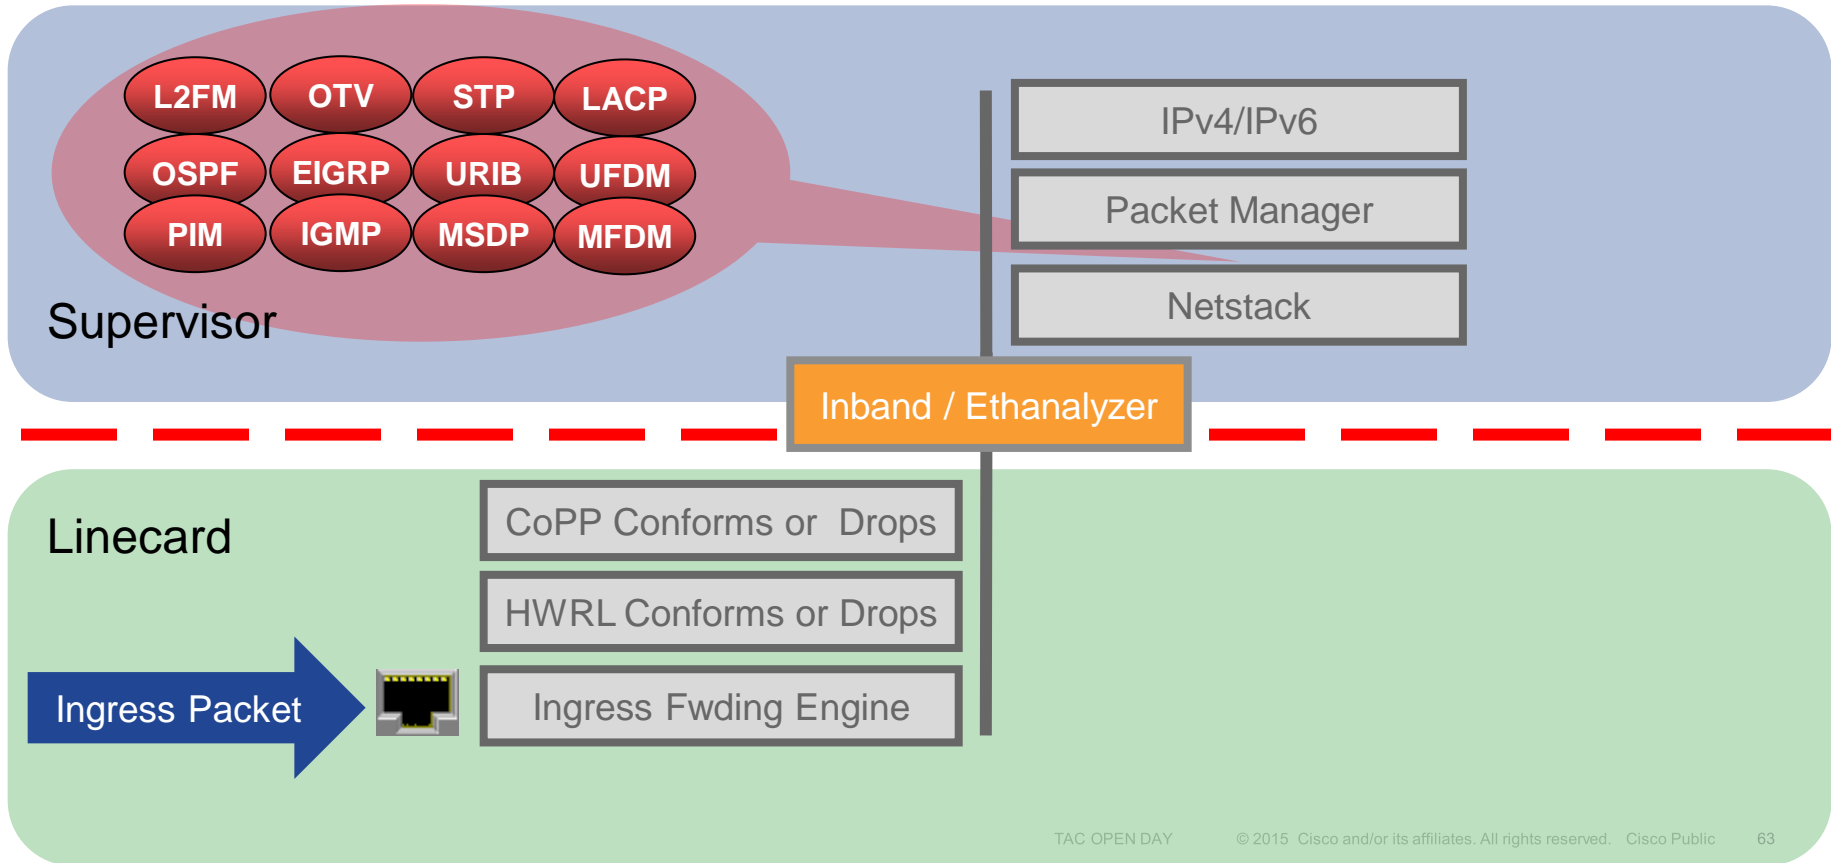 L2FM OTV STP LACP
OSPF EIGRP URIB UFDM
PIM IGMP MSDP MFDM
Supervisor
IPv4/IPv6
Packet Manager
Netstack
Inband / Ethanalyzer
Linecard
CoPP Conforms or Drops
HWRL Conforms or Drops
Ingress Packet
Ingress Fwding Engine
TAC OPEN DAY © 2015 Cisco and/or its affiliates. All rights reserved. Cisco Public 63